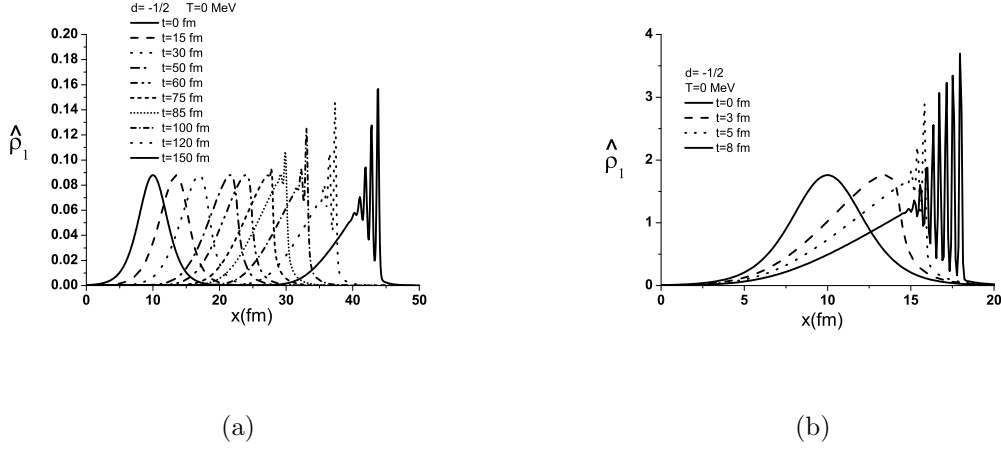 d= -1/2 T=0 MeV
t=0 fm
t=15 fm
t=30 fm
t=50 fm
t=60 fm
t=75 fm
t=85 fm
t=100 fm
t=120 fm
t=150 fm
0.20
0.18
0.16
0.14
0.12
0.10
0.08
0.06
0.04
0.02
0.00
ρ̂₁
0 10 20 30 40 50
x(fm)
(a)
d= -1/2
T=0 MeV
t=0 fm
t=3 fm
t=5 fm
t=8 fm
4
3
2
1
0
ρ̂₁
0 5 10 15 20
x(fm)
(b)